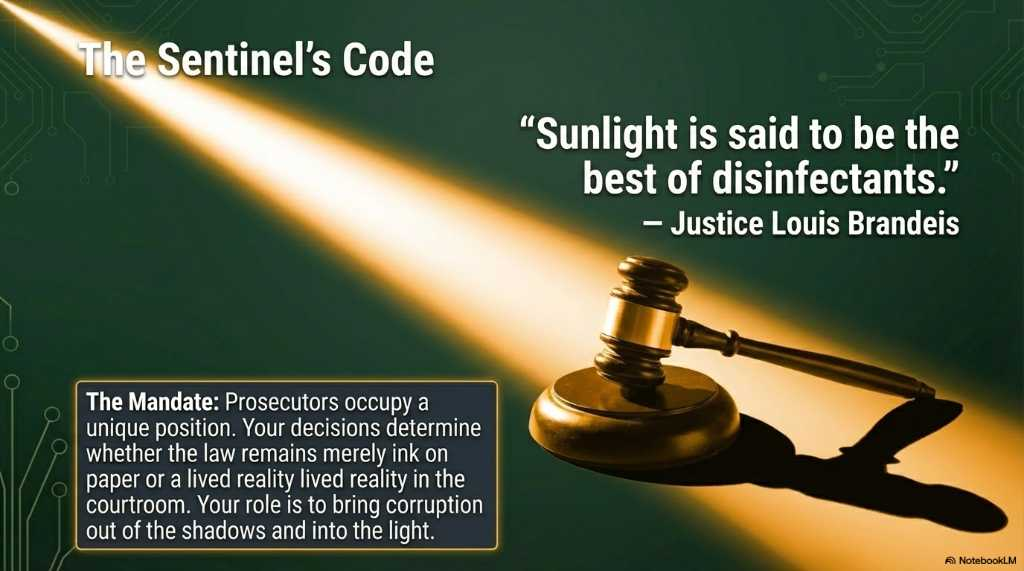 The Sentinel's Code
“Sunlight is said to be the
best of disinfectants.”
— Justice Louis Brandeis
The Mandate: Prosecutors occupy a
unique position. Your decisions determine
whether the law remains merely ink on
paper or a lived reality lived reality in the
courtroom. Your role is to bring corruption
out of the shadows and into the light.
NotebookLM